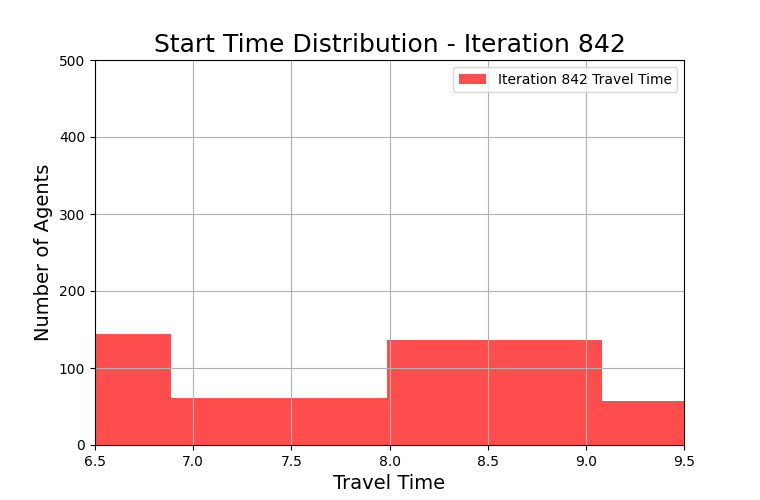 Start Time Distribution - Iteration 842
Iteration 842 Travel Time
Number of Agents
500
400
300
200
100
0
6.5 7.0 7.5 8.0 8.5 9.0 9.5
Travel Time